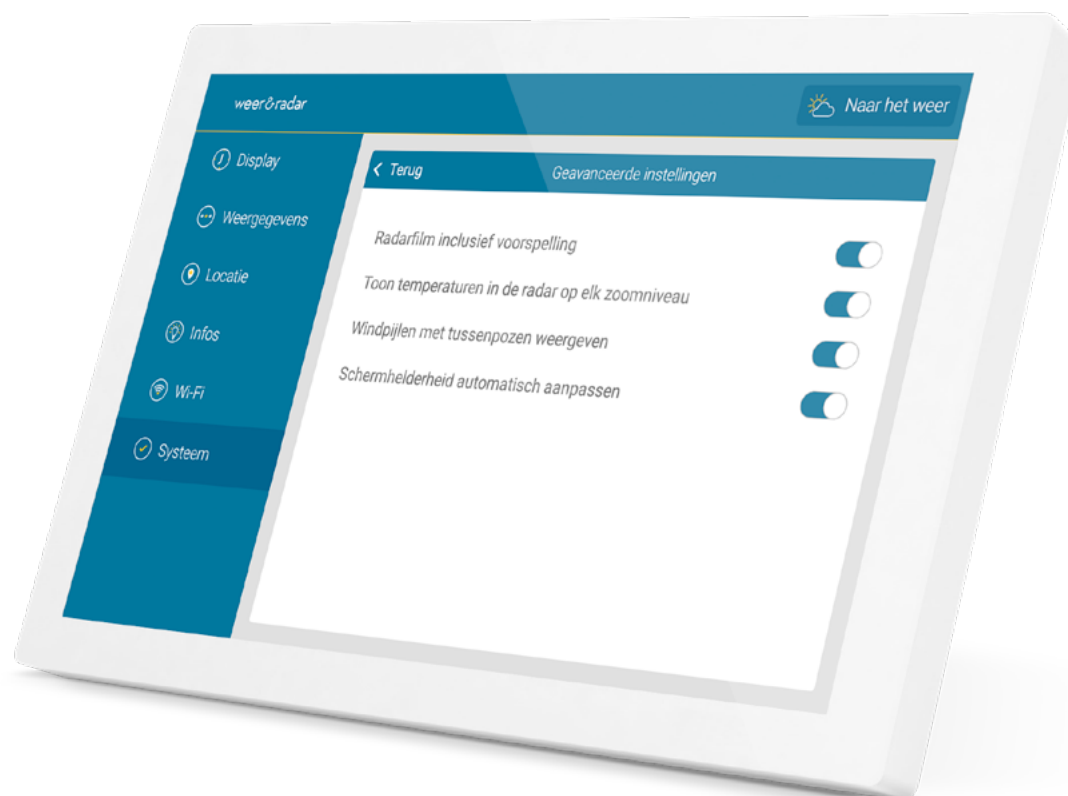 weer&radar
Naar het weer
Display
Weergegevens
Locatie
Infos
Wi-Fi
Systeem
Terug
Geavanceerde instellingen
Radarfilm inclusief voorspelling
Toon temperaturen in de radar op elk zoomniveau
Windpijlen met tussenpozen weergeven
Schermhelderheid automatisch aanpassen